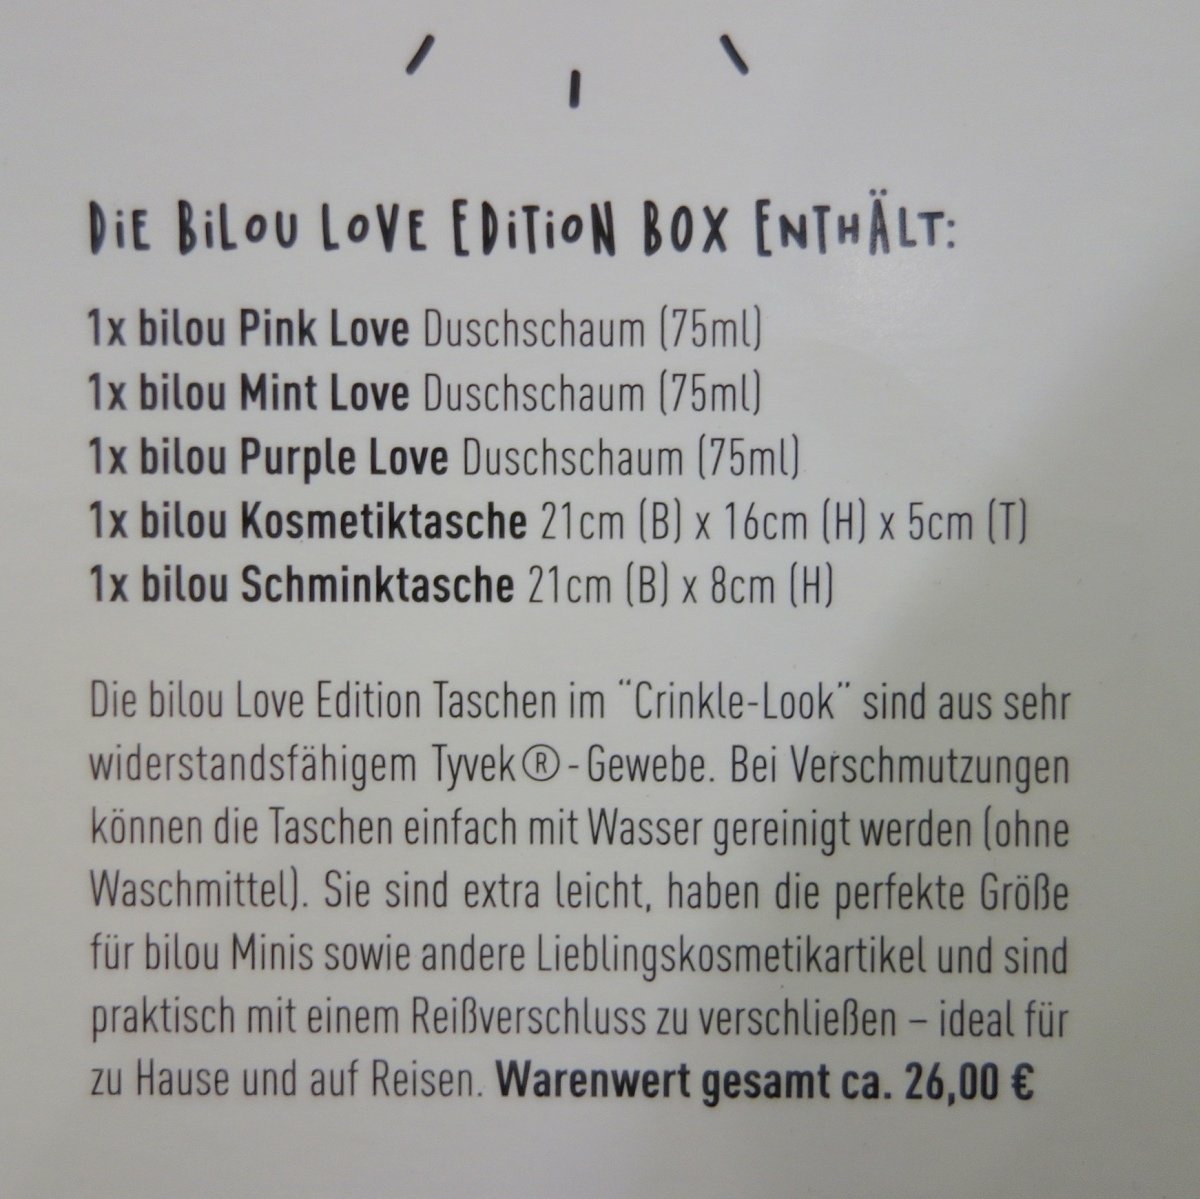 DiE BiLOU LOVE EDiTiON BOX ENTHÄLT:
1x bilou Pink Love Duschschaum (75ml)
1x bilou Mint Love Duschschaum (75ml)
1x bilou Purple Love Duschschaum (75ml)
1x bilou Kosmetiktasche 21cm (B) x 16cm (H) x 5cm (T)
1x bilou Schminktasche 21cm (B) x 8cm (H)
Die bilou Love Edition Taschen im “Crinkle-Look” sind aus sehr
widerstandsfähigem Tyvek®-Gewebe. Bei Verschmutzungen
können die Taschen einfach mit Wasser gereinigt werden (ohne
Waschmittel). Sie sind extra leicht, haben die perfekte Größe
für bilou Minis sowie andere Lieblingskosmetikartikel und sind
praktisch mit einem Reißverschluss zu verschließen – ideal für
zu Hause und auf Reisen. Warenwert gesamt ca. 26,00 €